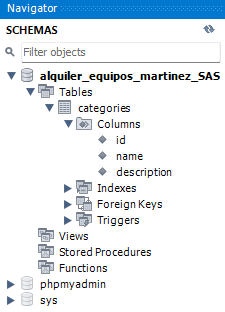 Navigator
SCHEMAS
Filter objects
alquiler_equipos_martinez_SAS
Tables
categories
Columns
id
name
description
Indexes
Foreign Keys
Triggers
Views
Stored Procedures
Functions
phpmyadmin
sys